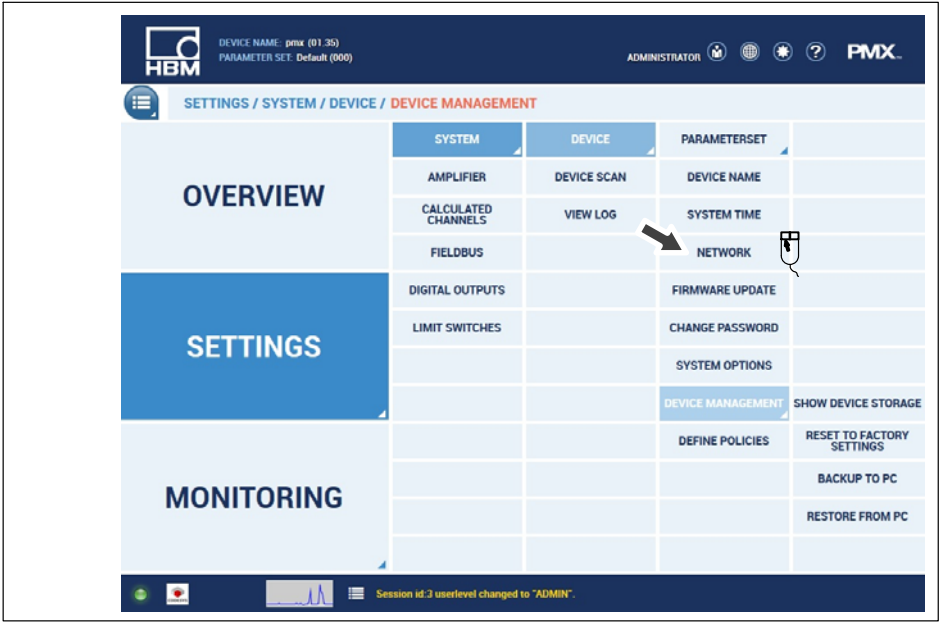 HBM
DEVICE NAME: pmx (01.35)
PARAMETER SET: Default (000)
ADMINISTRATOR
?
PMX
SETTINGS / SYSTEM / DEVICE / DEVICE MANAGEMENT
OVERVIEW
SETTINGS
MONITORING
SYSTEM
AMPLIFIER
CALCULATED
CHANNELS
FIELDBUS
DIGITAL OUTPUTS
LIMIT SWITCHES
DEVICE
DEVICE SCAN
VIEW LOG
PARAMETERSET
DEVICE NAME
SYSTEM TIME
NETWORK
FIRMWARE UPDATE
CHANGE PASSWORD
SYSTEM OPTIONS
DEVICE MANAGEMENT
DEFINE POLICIES
SHOW DEVICE STORAGE
RESET TO FACTORY
SETTINGS
BACKUP TO PC
RESTORE FROM PC
Session id:3 userlevel changed to "ADMIN".